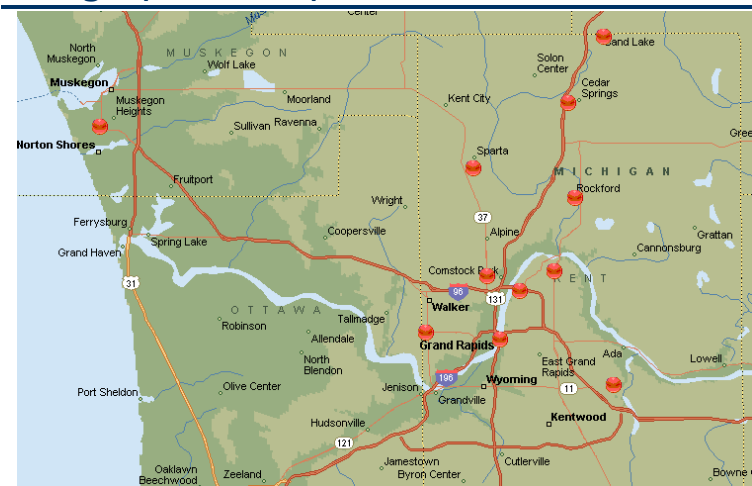 Center
North
Muskegon
MUSKEGON
Wolf Lake
Sand Lake
Solon
Center
Muskegon
Muskegon
Heights
Moorland
Kent City
Cedar
Springs
Sullivan
Ravenna
Norton Shores
Sparta
MICHIGAN
Fruitport
Rockford
Wright
37
Ferrysburg
Spring Lake
Coopersville
Alpine
Grattan
Cannonsburg
Grand Haven
Comstock Park
KENT
31
96
131
Walker
OTTAWA
Robinson
Tallmadge
Allendale
Grand Rapids
North
Blendon
East Grand
Rapids
Ada
Lowell
196
Wyoming
11
Port Sheldon
Olive Center
Jenison
Grandville
Kentwood
Hudsonville
121
Oaklawn
Beechwood
Zeeland
Jamestown
Byron Center
Cutlerville
Bowne